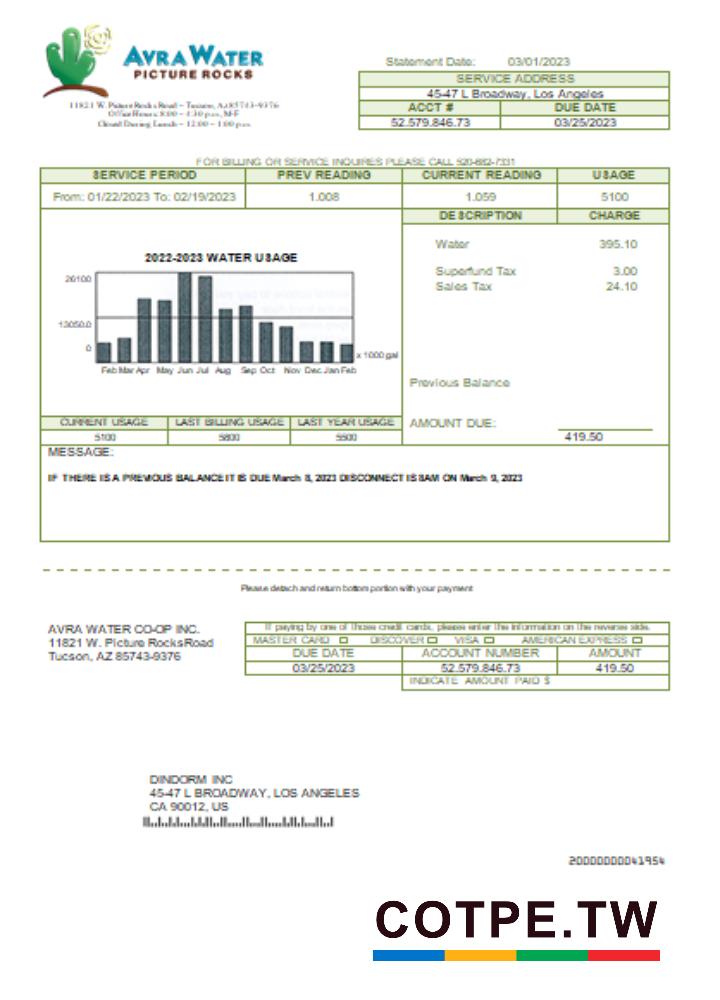 AVRA WATER
PICTURE ROCKS
11821 W. Picture Rocks Road – Tucson, Az 85743-9376
Office Hours: 8:00 – 4:30 p.m., M-F
Closed During Lunch – 12:00 – 1:00 p.m.
Statement Date: 03/01/2023
SERVICE ADDRESS
45-47 L Broadway, Los Angeles
ACCT # DUE DATE
52.579.846.73 03/25/2023
FOR BILLING OR SERVICE INQUIRES PLEASE CALL 520-682-7331
SERVICE PERIOD PREV READING CURRENT READING USAGE
From: 01/22/2023 To: 02/19/2023 1.008 1.059 5100
DESCRIPTION CHARGE
Water 395.10
Superfund Tax 3.00
Sales Tax 24.10
2022-2023 WATER USAGE
26100
13050.0
0
x 1000 gal
Feb Mar Apr May Jun Jul Aug Sep Oct Nov Dec Jan Feb
Previous Balance
AMOUNT DUE:
419.50
CURRENT USAGE LAST BILLING USAGE LAST YEAR USAGE
5100 5800 5500
MESSAGE:
IF THERE IS A PREVIOUS BALANCE IT IS DUE March 8, 2023 DISCONNECT IS 8AM ON March 9, 2023
Please detach and return bottom portion with your payment
AVRA WATER CO-OP INC.
11821 W. Picture RocksRoad
Tucson, AZ 85743-9376
If paying by one of those credit cards, please enter the information on the reverse side.
MASTER CARD DISCOVER VISA AMERICAN EXPRESS
DUE DATE ACCOUNT NUMBER AMOUNT
03/25/2023 52.579.846.73 419.50
INDICATE AMOUNT PAID $
DINDORM INC
45-47 L BROADWAY, LOS ANGELES
CA 90012, US
20000000041954
COTPE.TW